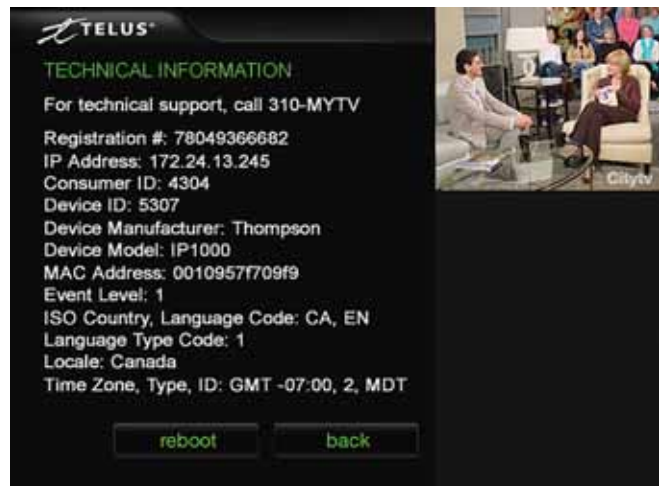 TELUS®
TECHNICAL INFORMATION
For technical support, call 310-MYTV
Registration #: 78049366682
IP Address: 172.24.13.245
Consumer ID: 4304
Device ID: 5307
Device Manufacturer: Thompson
Device Model: IP1000
MAC Address: 0010957f709f9
Event Level: 1
ISO Country, Language Code: CA, EN
Language Type Code: 1
Locale: Canada
Time Zone, Type, ID: GMT -07:00, 2, MDT
reboot back
Citytv